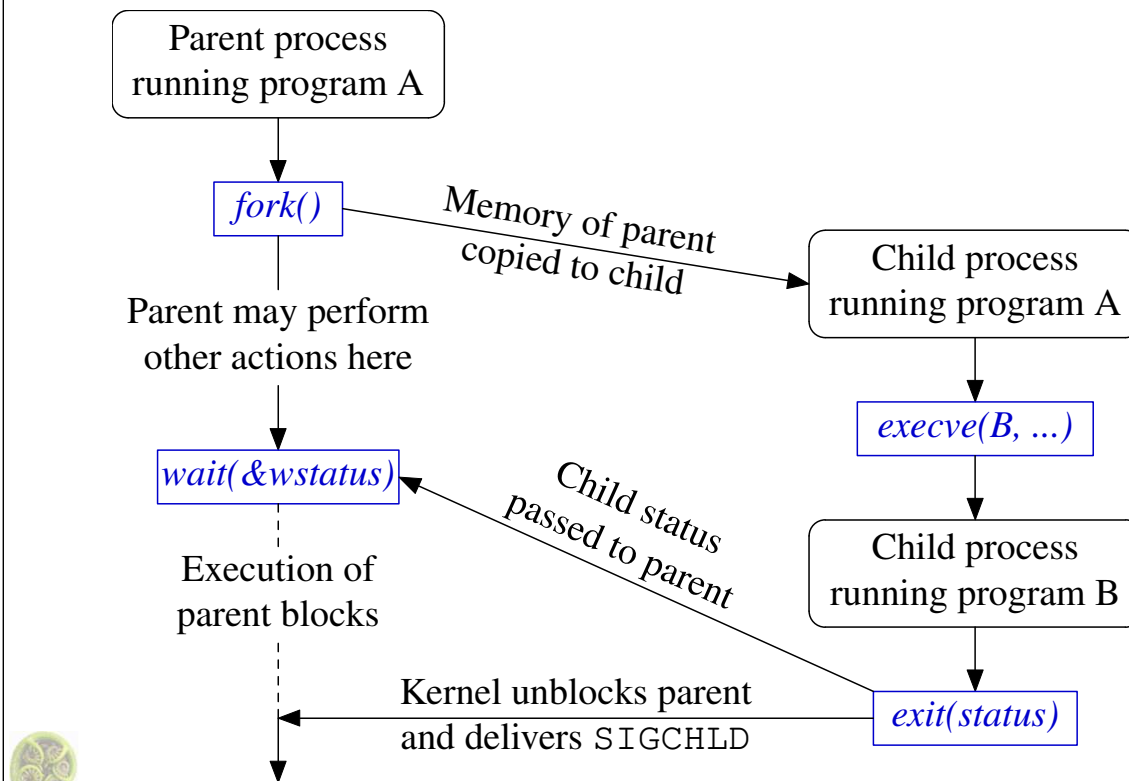 Parent process
running program A
fork()
Memory of parent
copied to child
Child process
running program A
Parent may perform
other actions here
execve(B, ...)
wait(&wstatus)
Child status
passed to parent
Child process
running program B
Execution of
parent blocks
Kernel unblocks parent
and delivers SIGCHLD
exit(status)